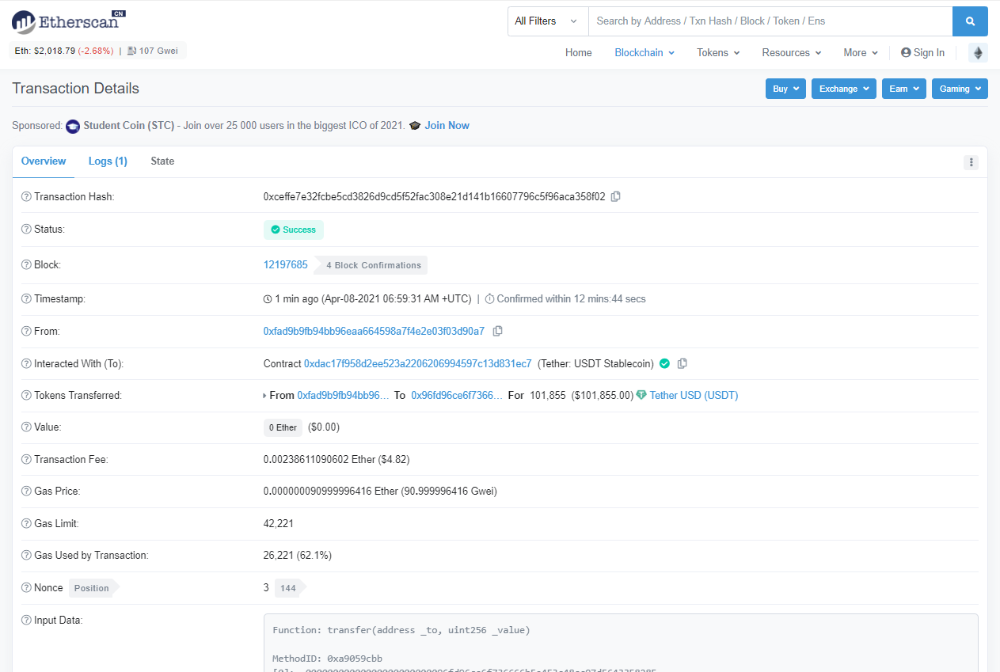 Etherscan CN
All Filters Search by Address / Txn Hash / Block / Token / Ens
Eth: $2,018.79 (-2.68%) | 107 Gwei
Home Blockchain Tokens Resources More Sign In
Transaction Details Buy Exchange Earn Gaming
Sponsored: Student Coin (STC) - Join over 25 000 users in the biggest ICO of 2021. Join Now
Overview Logs (1) State
Transaction Hash: 0xceffe7e32fcbe5cd3826d9cd5f52fac308e21d141b16607796c5f96aca358f02
Status: Success
Block: 12197685 4 Block Confirmations
Timestamp: 1 min ago (Apr-08-2021 06:59:31 AM +UTC) | Confirmed within 12 mins:44 secs
From: 0xfad9b9fb94bb96eaa664598a7f4e2e03f03d90a7
Interacted With (To): Contract 0xdac17f958d2ee523a2206206994597c13d831ec7 (Tether: USDT Stablecoin)
Tokens Transferred: From 0xfad9b9fb94bb96... To 0x96fd96ce6f7366... For 101,855 ($101,855.00) Tether USD (USDT)
Value: 0 Ether ($0.00)
Transaction Fee: 0.00238611090602 Ether ($4.82)
Gas Price: 0.000000090999996416 Ether (90.999996416 Gwei)
Gas Limit: 42,221
Gas Used by Transaction: 26,221 (62.1%)
Nonce Position 3 144
Input Data: Function: transfer(address _to, uint256 _value)
MethodID: 0xa9059cbb